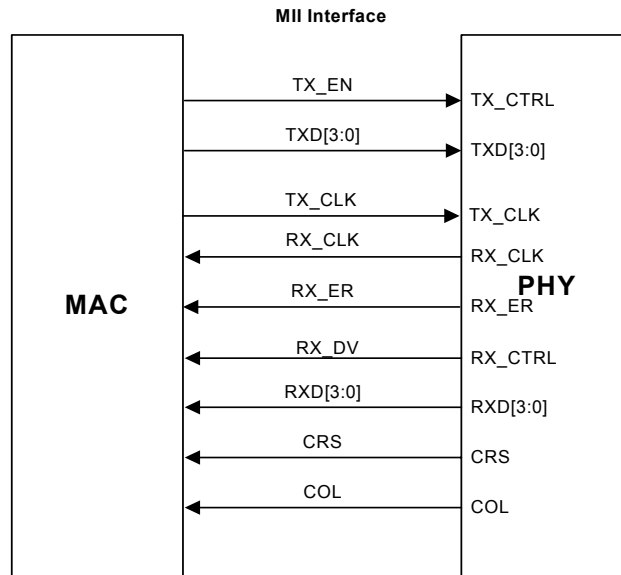 MII Interface
TX_EN
TX_CTRL
TXD[3:0]
TXD[3:0]
TX_CLK
TX_CLK
RX_CLK
RX_CLK
MAC
PHY
RX_ER
RX_ER
RX_DV
RX_CTRL
RXD[3:0]
RXD[3:0]
CRS
CRS
COL
COL